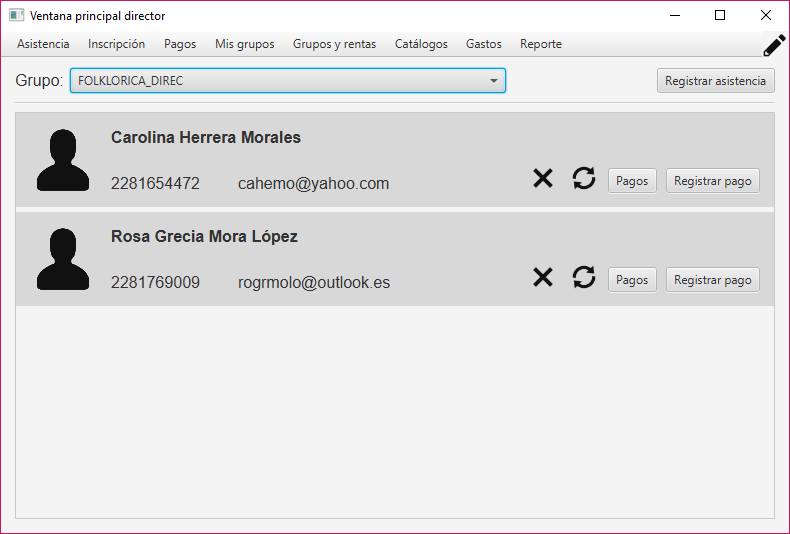 Ventana principal director
Asistencia Inscripción Pagos Mis grupos Grupos y rentas Catálogos Gastos Reporte
Grupo: FOLKLORICA_DIREC Registrar asistencia
Carolina Herrera Morales
2281654472 cahemo@yahoo.com Pagos Registrar pago
Rosa Grecia Mora López
2281769009 rogrmolo@outlook.es Pagos Registrar pago